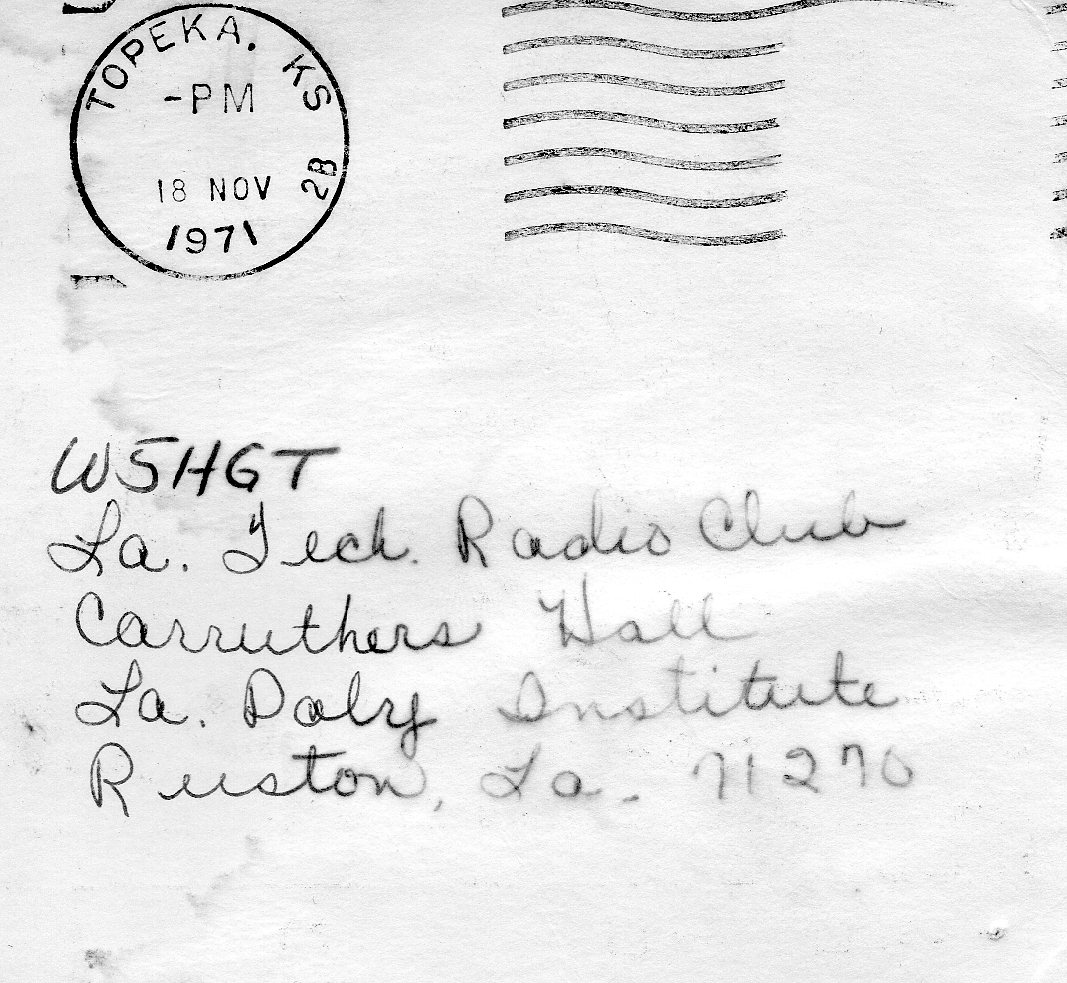 TOPEKA. KS
-PM
18 NOV
1971
2B
W5HGT
La. Tech. Radio Club
Carruthers Hall
La. Poly Institute
Ruston, La. 71270